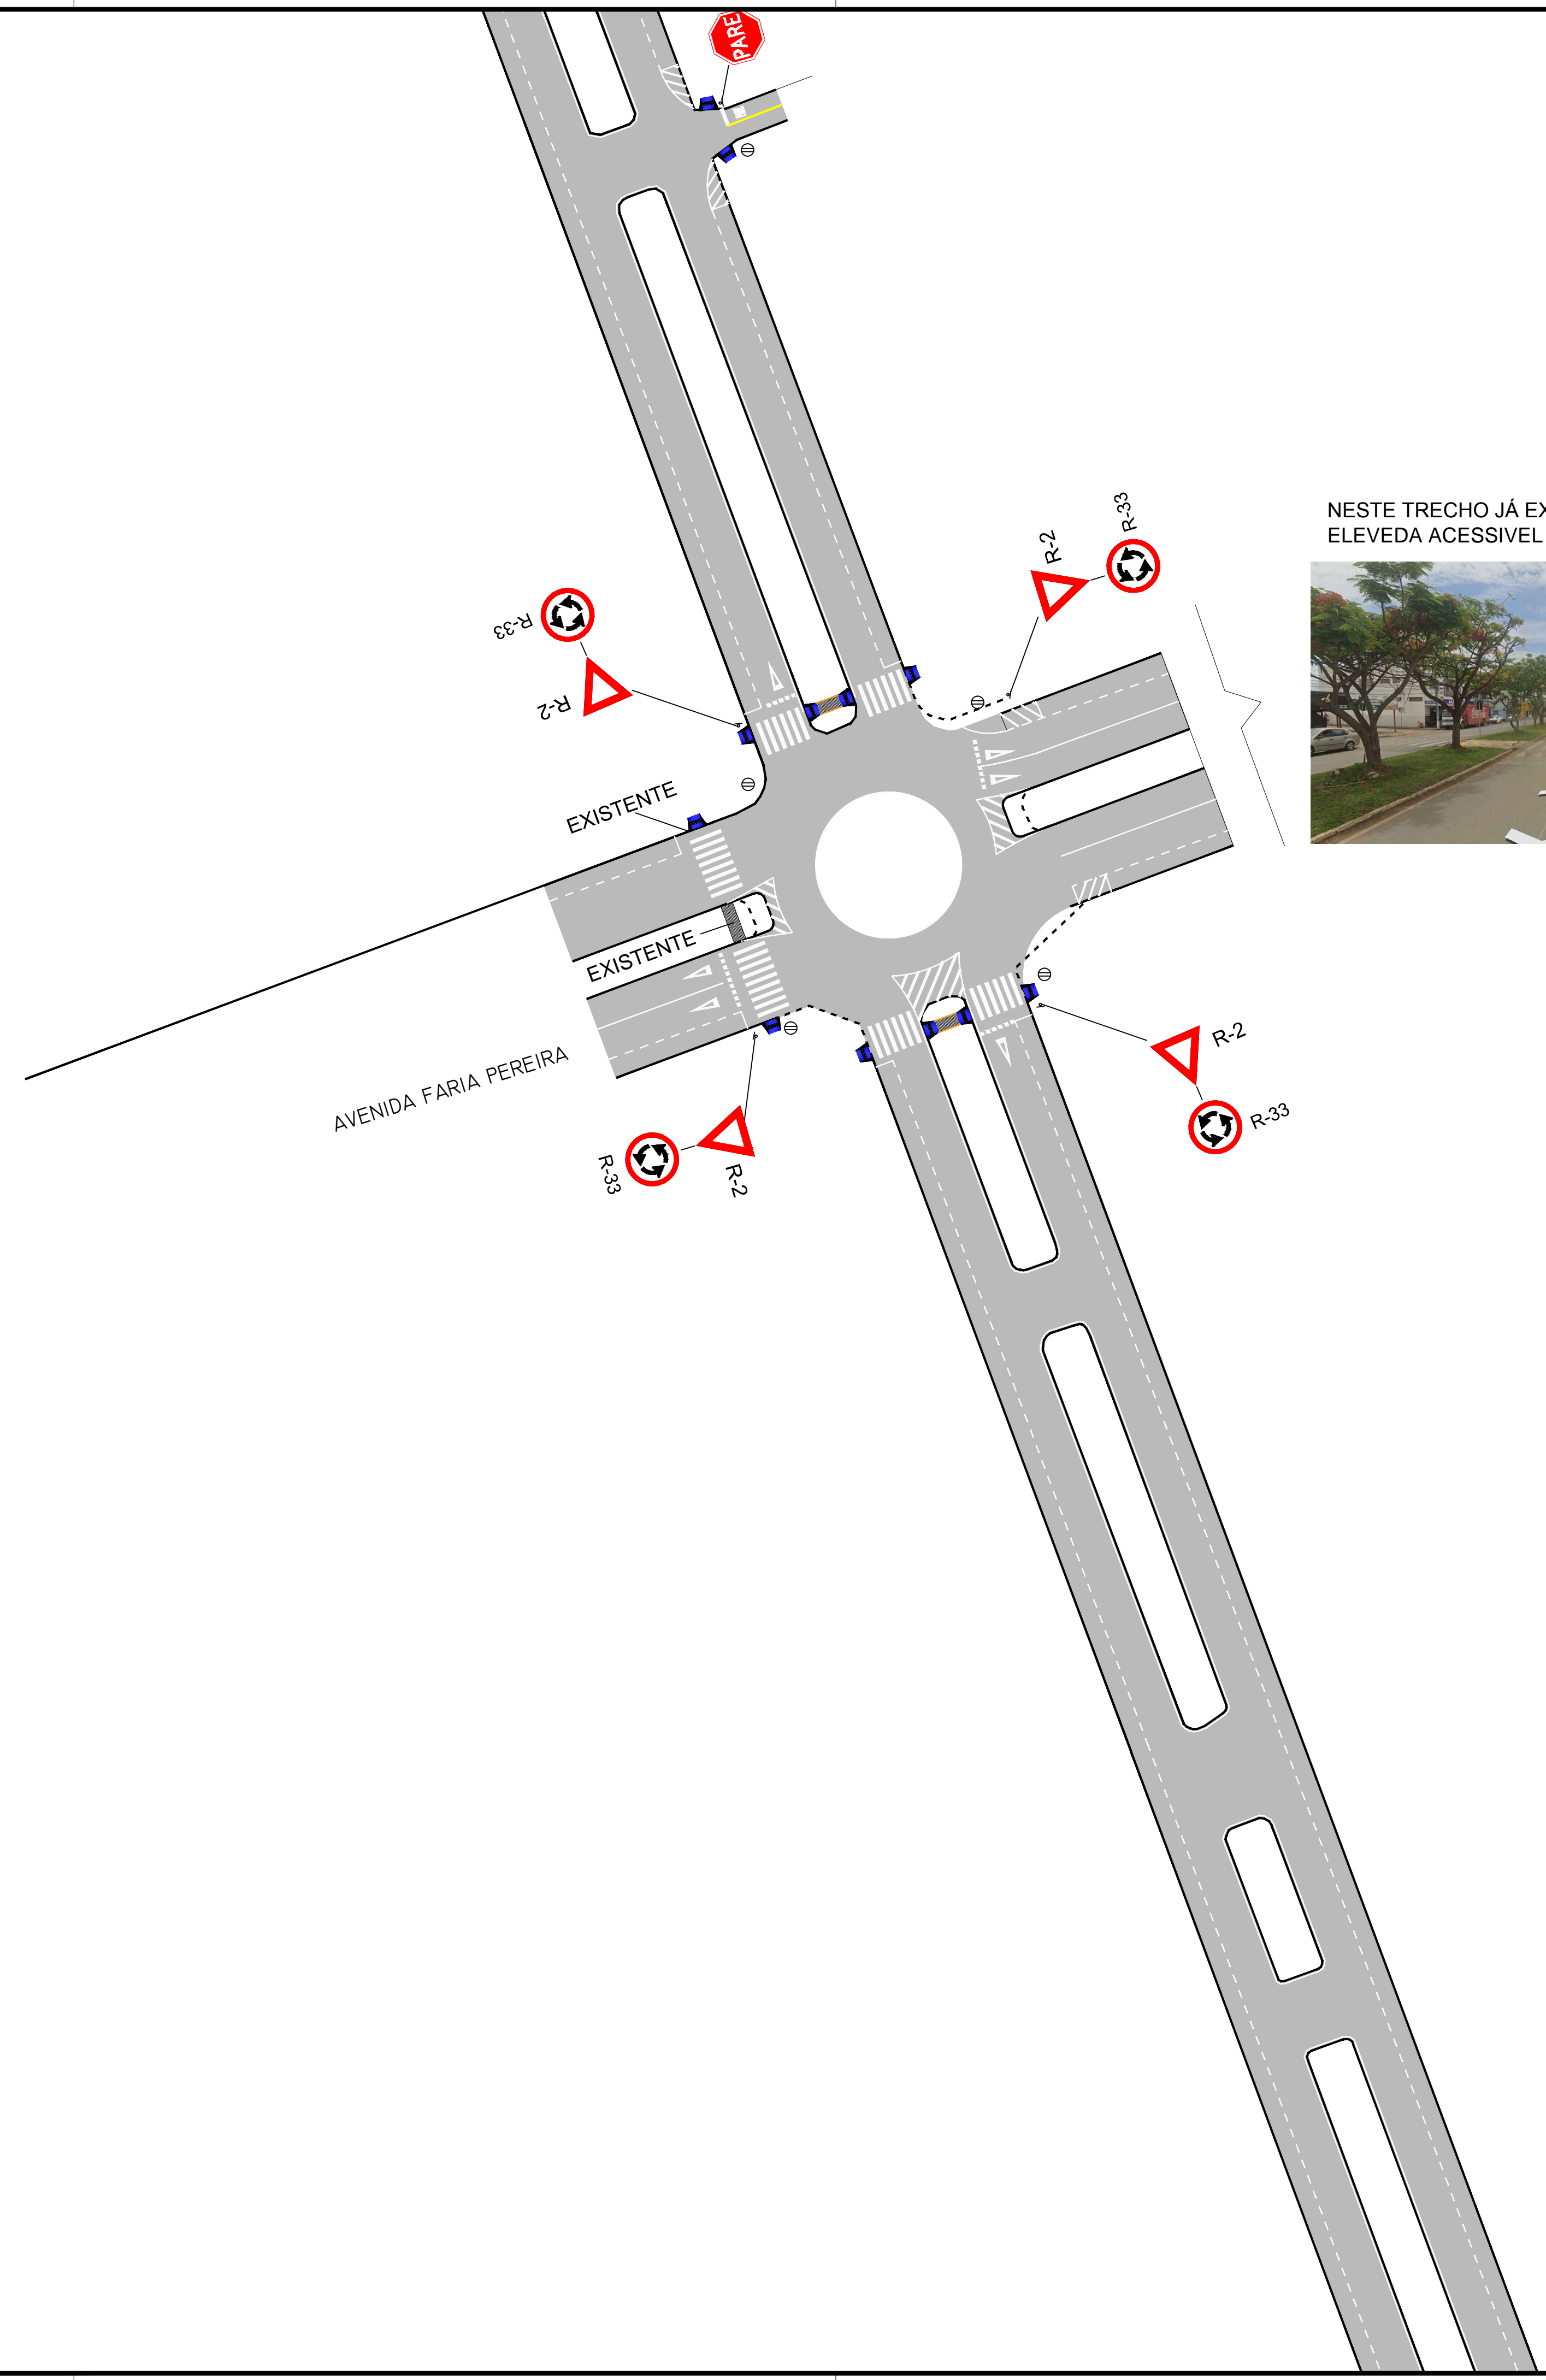 PARE
NESTE TRECHO JÁ EX
ELEVEDA ACESSIVEL
R-33
R-2
R-33
R-2
EXISTENTE
EXISTENTE
AVENIDA FARIA PEREIRA
R-2
R-33
R-33
R-2